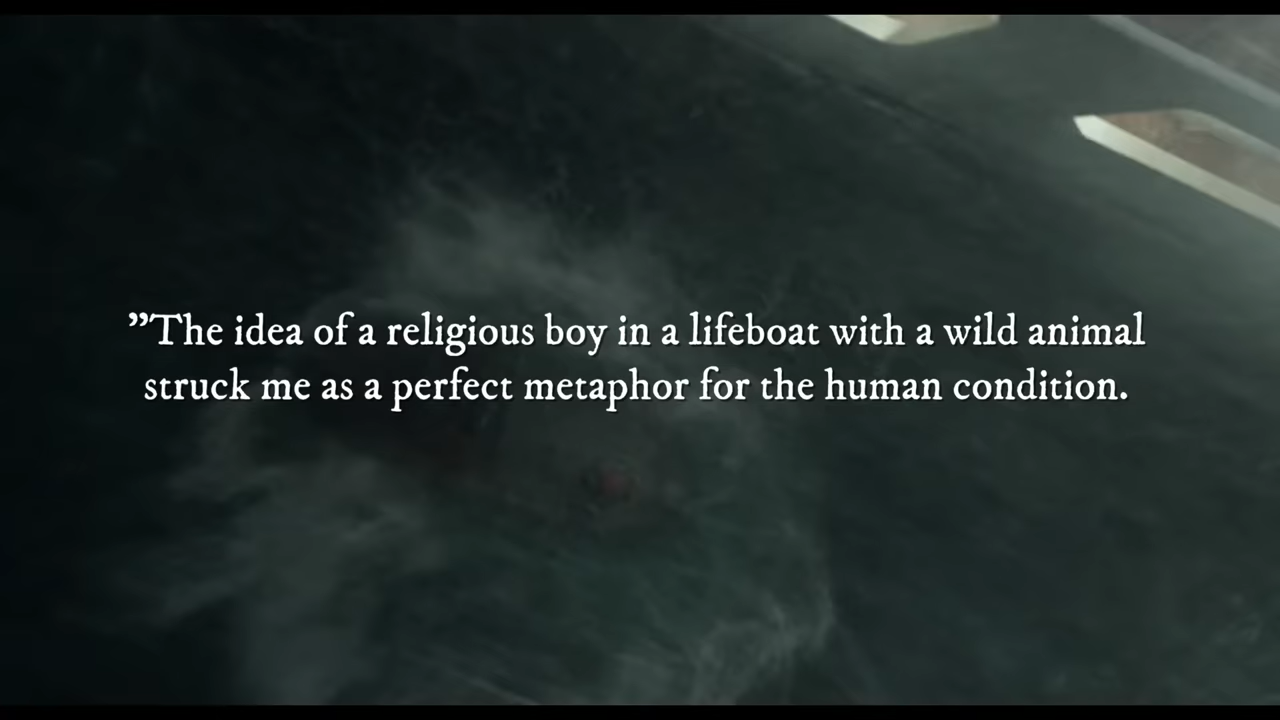 ”The idea of a religious boy in a lifeboat with a wild animal
struck me as a perfect metaphor for the human condition.